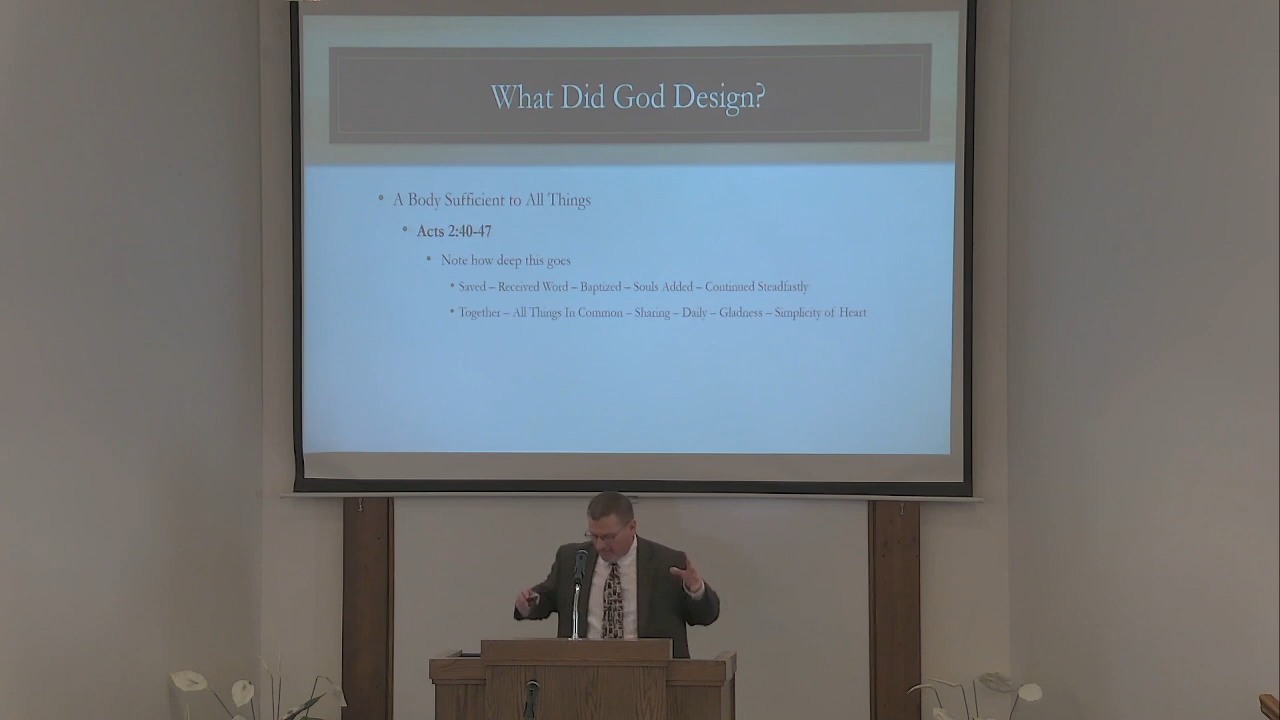 What Did God Design?
• A Body Sufficient to All Things
• Acts 2:40-47
• Note how deep this goes
• Saved – Received Word – Baptized – Souls Added – Continued Steadfastly
• Together – All Things In Common – Sharing – Daily – Gladness – Simplicity of Heart